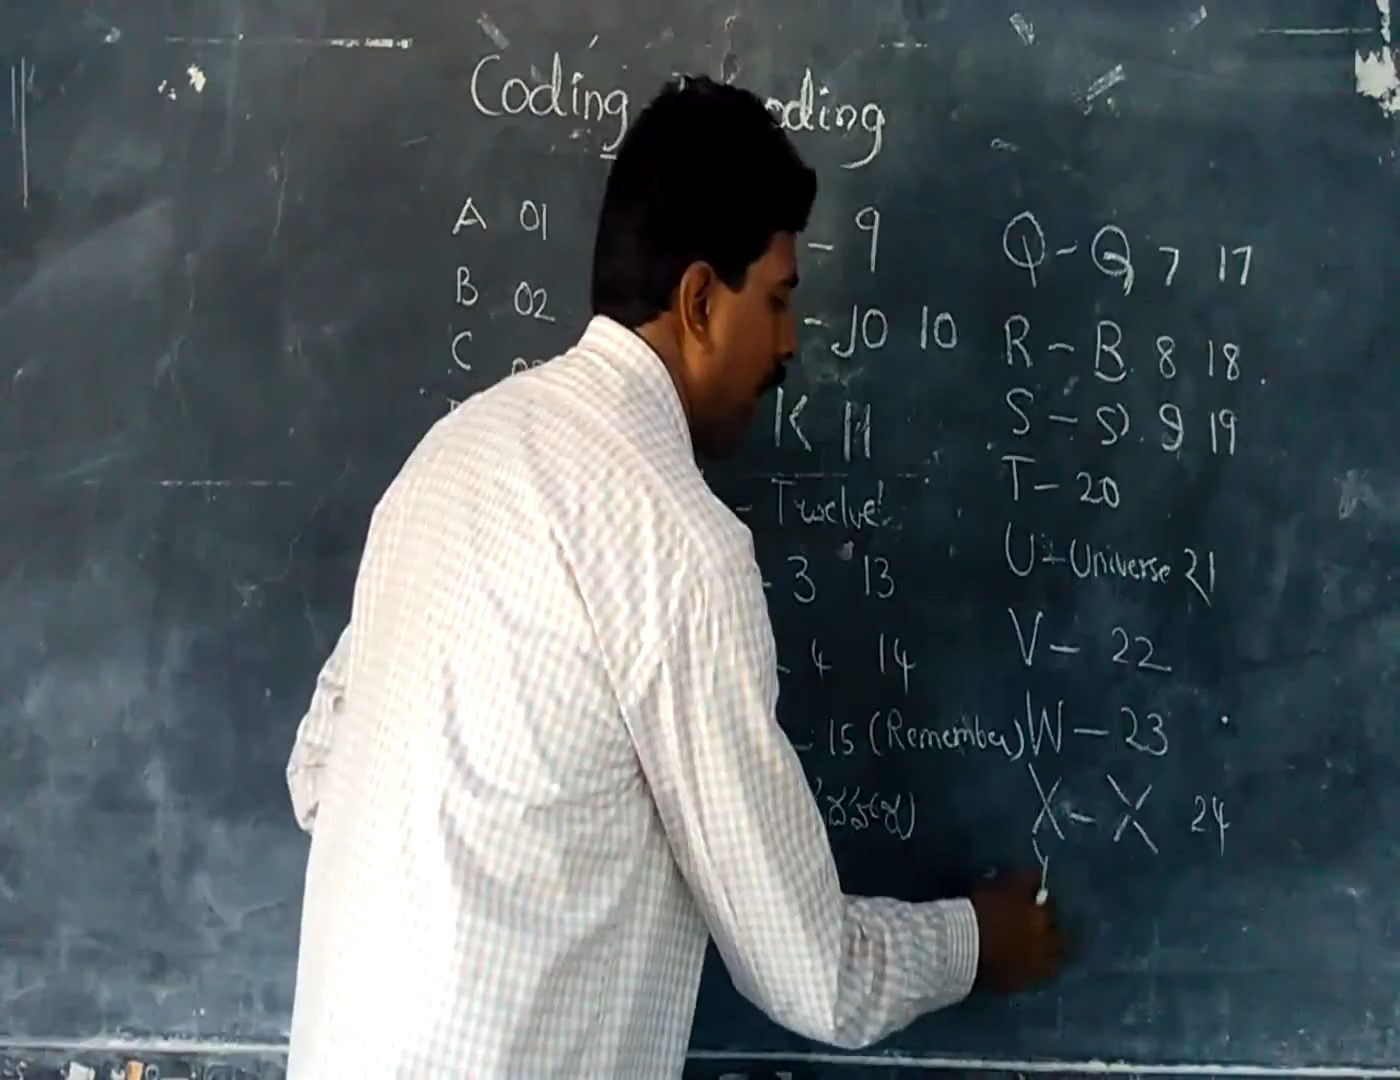 Coding
A 01
B 02
C
- 9
- J0 10
K 11
- Twelve
- 3 13
- 4 14
- 15 (Remember)
Q - Q 7 17
R - B 8 18
S - S 9 19
T - 20
U - Universe 21
V - 22
W - 23
X - X 24
Y